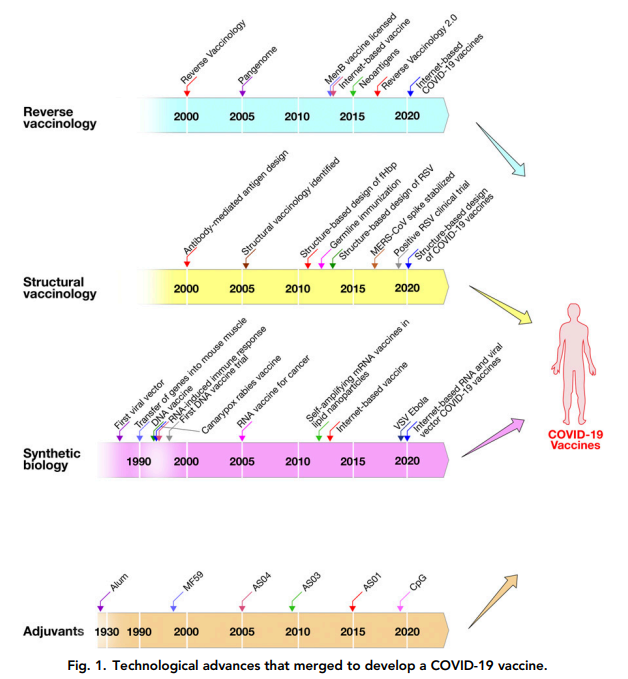 Reverse Vaccinology
Pangenome
MenB vaccine licensed
Internet-based vaccine
Neoantigens
Reverse Vaccinology 2.0
Internet-based
COVID-19 vaccines
Reverse
vaccinology
2000 2005 2010 2015 2020
Antibody-mediated antigen design
Structural vaccinology identified
Structure-based design of fHbp
Germline immunization
Structure-based design of RSV
MERS-CoV spike stabilized
Positive RSV clinical trial
Structure-based design
of COVID-19 vaccines
Structural
vaccinology
2000 2005 2010 2015 2020
First viral vector
Transfer of genes into mouse muscle
DNA vaccine
RNA-induced immune response
First DNA vaccine trial
Canarypox rabies vaccine
RNA vaccine for cancer
Self-amplifying mRNA vaccines in
lipid nanoparticles
Internet-based vaccine
VSV Ebola
Internet-based RNA and viral
vector COVID-19 vaccines
Synthetic
biology
1990 2000 2005 2010 2015 2020
COVID-19
Vaccines
Alum
MF59
AS04
AS03
AS01
CpG
Adjuvants 1930 1990 2000 2005 2010 2015 2020
Fig. 1. Technological advances that merged to develop a COVID-19 vaccine.